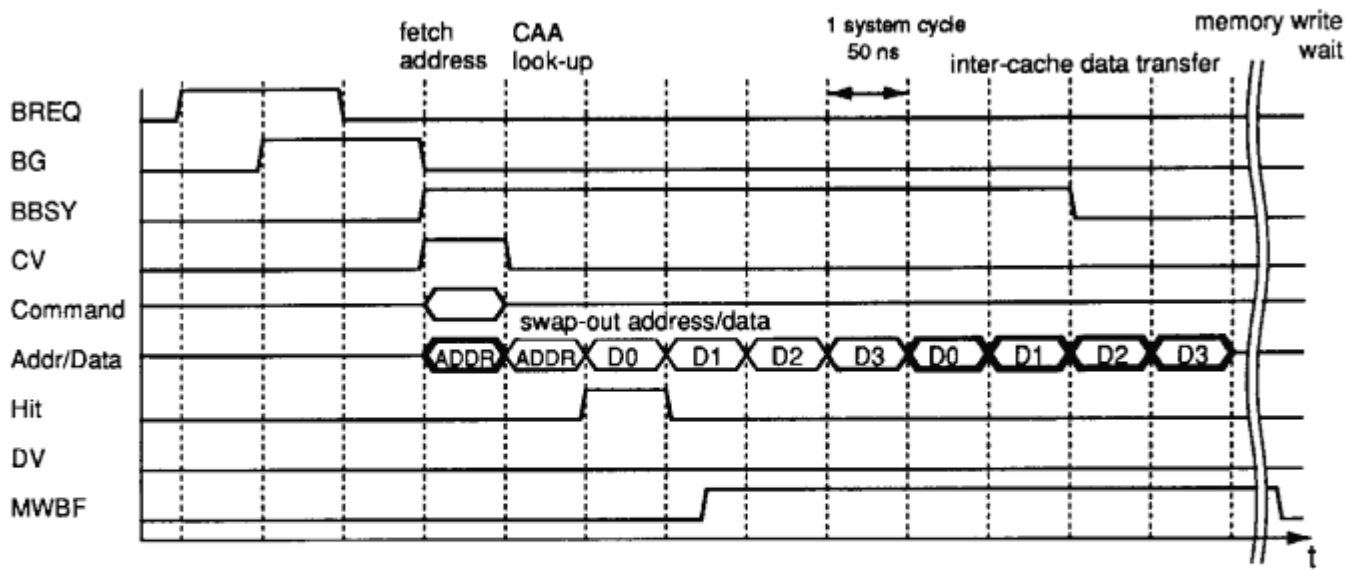 fetch address
CAA look-up
1 system cycle
50 ns
memory write wait
inter-cache data transfer
BREQ
BG
BBSY
CV
Command
swap-out address/data
Addr/Data ADDR ADDR D0 D1 D2 D3 D0 D1 D2 D3
Hit
DV
MWBF
t